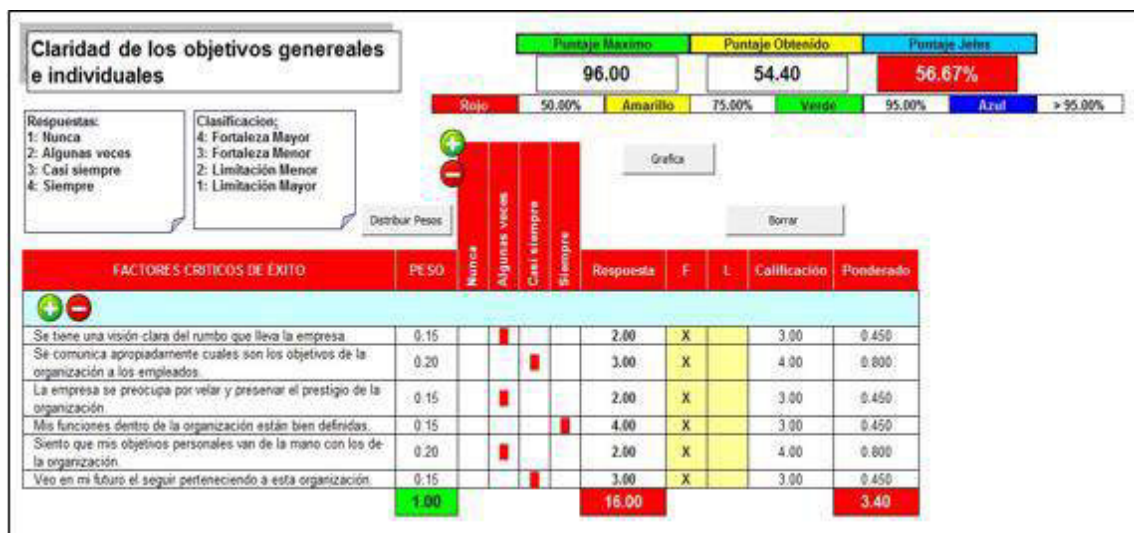 Claridad de los objetivos genereales
e individuales
Puntaje Maximo
Puntaje Obtenido
Puntaje Jefes
96.00
54.40
56.67%
Rojo
50.00%
Amarillo
75.00%
Verde
95.00%
Azul
> 95.00%
Respuestas:
1: Nunca
2: Algunas veces
3: Casi siempre
4: Siempre
Clasificacion:
4: Fortaleza Mayor
3: Fortaleza Menor
2: Limitación Menor
1: Limitación Mayor
Grafica
Distribuir Pesos
Borrar
FACTORES CRITICOS DE ÉXITO PESO Nunca Algunas veces Casi siempre Siempre Respuesta F L Calificación Ponderado
Se tiene una visión clara del rumbo que lleva la empresa. 0.15 2.00 X 3.00 0.450
Se comunica apropiadamente cuales son los objetivos de la
organización a los empleados. 0.20 3.00 X 4.00 0.800
La empresa se preocupa por velar y preservar el prestigio de la
organización. 0.15 2.00 X 3.00 0.450
Mis funciones dentro de la organización están bien definidas. 0.15 4.00 X 3.00 0.450
Siento que mis objetivos personales van de la mano con los de
la organización. 0.20 2.00 X 4.00 0.800
Veo en mi futuro el seguir perteneciendo a esta organización. 0.15 3.00 X 3.00 0.450
1.00 16.00 3.40